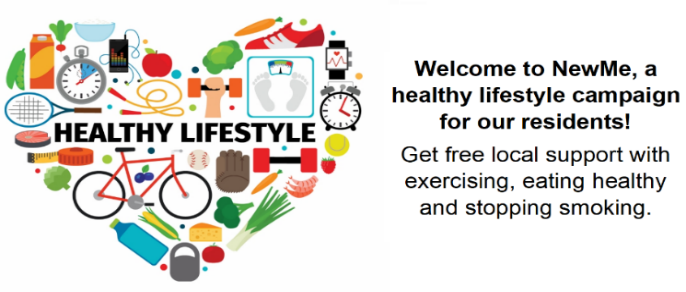 HEALTHY LIFESTYLE
Welcome to NewMe, a
healthy lifestyle campaign
for our residents!
Get free local support with
exercising, eating healthy
and stopping smoking.